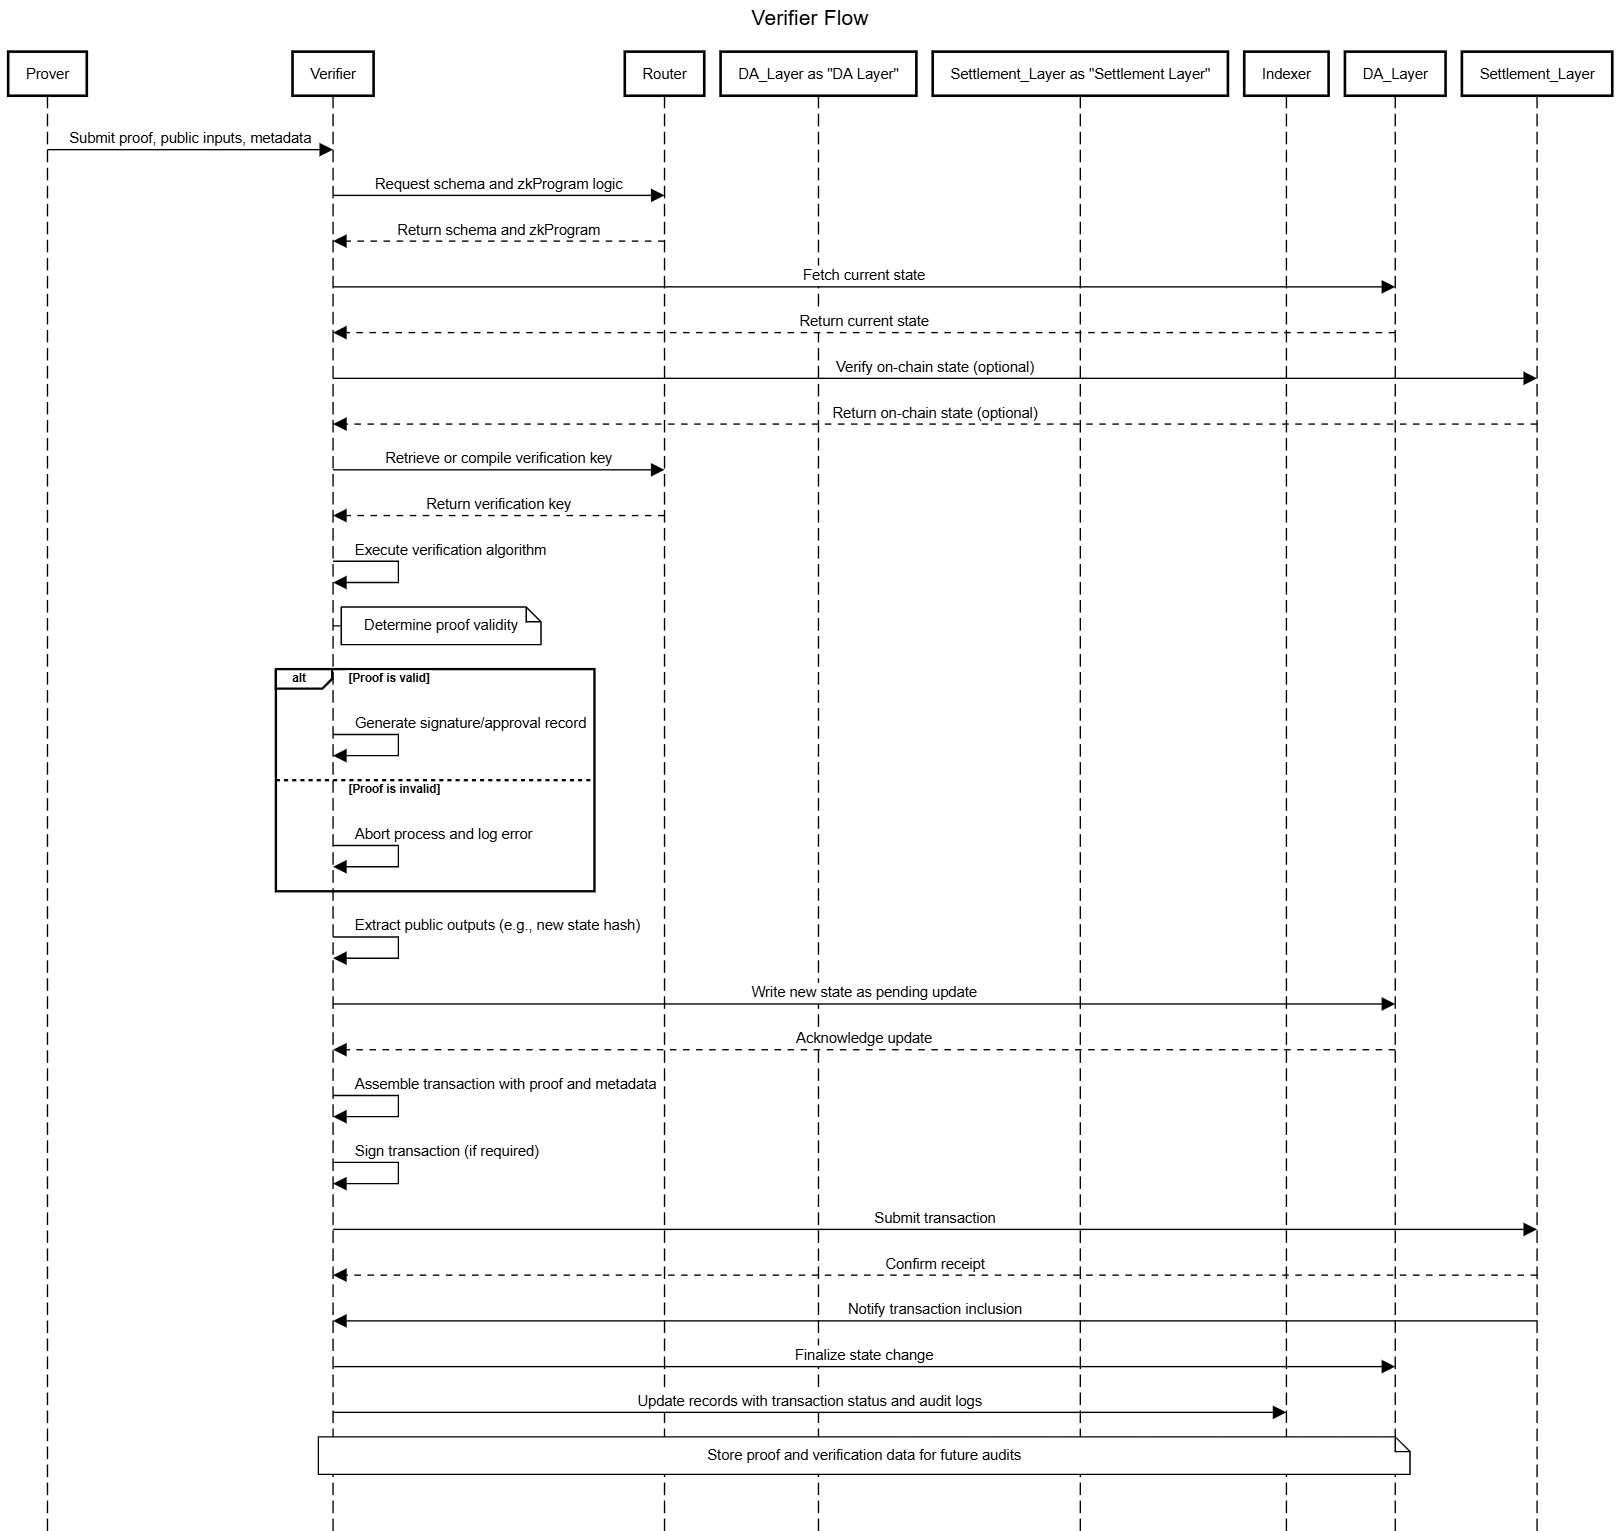 Verifier Flow
Prover
Verifier
Router
DA_Layer as "DA Layer"
Settlement_Layer as "Settlement Layer"
Indexer
DA_Layer
Settlement_Layer
Submit proof, public inputs, metadata
Request schema and zkProgram logic
Return schema and zkProgram
Fetch current state
Return current state
Verify on-chain state (optional)
Return on-chain state (optional)
Retrieve or compile verification key
Return verification key
Execute verification algorithm
Determine proof validity
alt
[Proof is valid]
Generate signature/approval record
[Proof is invalid]
Abort process and log error
Extract public outputs (e.g., new state hash)
Write new state as pending update
Acknowledge update
Assemble transaction with proof and metadata
Sign transaction (if required)
Submit transaction
Confirm receipt
Notify transaction inclusion
Finalize state change
Update records with transaction status and audit logs
Store proof and verification data for future audits